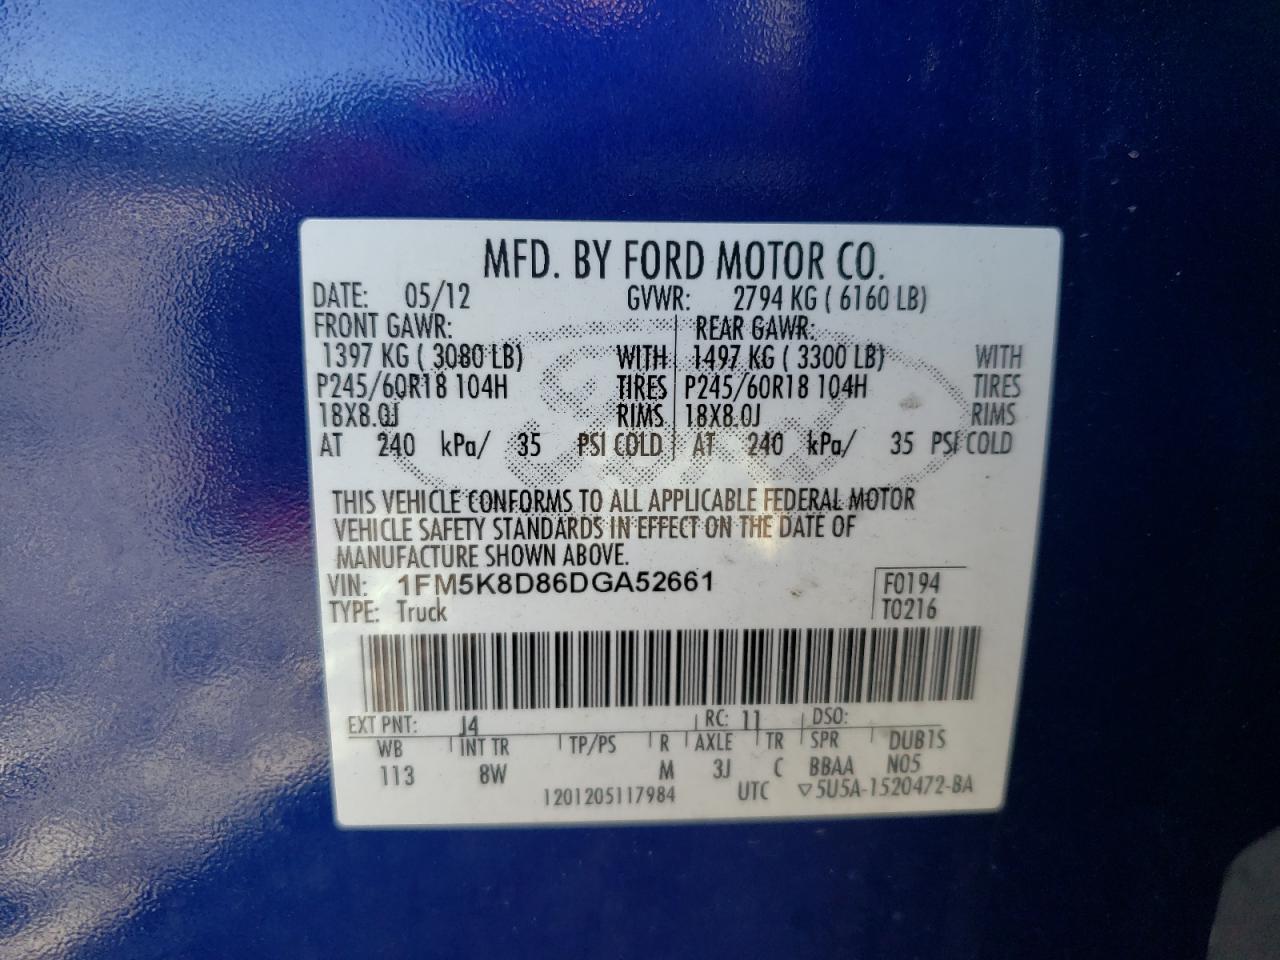 MFD. BY FORD MOTOR CO.
DATE: 05/12 GVWR: 2794 KG ( 6160 LB)
FRONT GAWR: REAR GAWR:
1397 KG ( 3080 LB) WITH 1497 KG ( 3300 LB) WITH
P245/60R18 104H TIRES P245/60R18 104H TIRES
18X8.0J RIMS 18X8.0J RIMS
AT 240 kPa/ 35 PSI COLD AT 240 kPa/ 35 PSI COLD
THIS VEHICLE CONFORMS TO ALL APPLICABLE FEDERAL MOTOR
VEHICLE SAFETY STANDARDS IN EFFECT ON THE DATE OF
MANUFACTURE SHOWN ABOVE.
VIN: 1FM5K8D86DGA52661 F0194
TYPE: Truck T0216
EXT PNT: J4 RC: 11 DSO:
WB INT TR TP/PS R AXLE TR SPR DUB1S
113 8W M 3J C BBAA N05
1201205117984 UTC ▽5U5A-1520472-BA